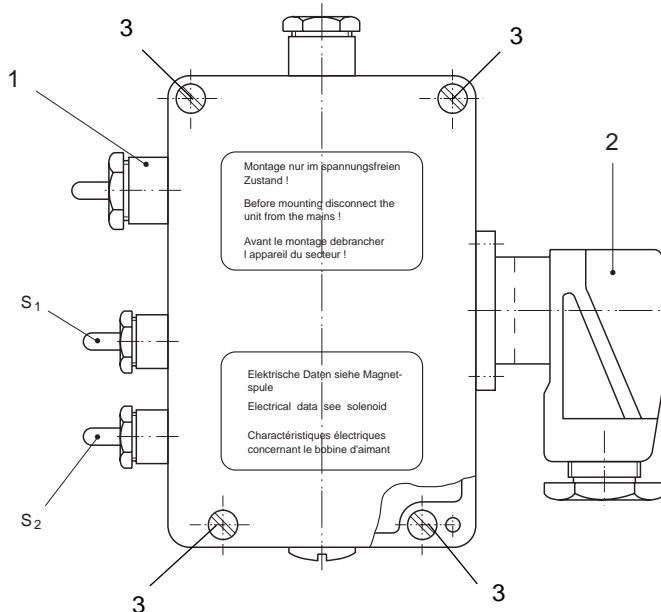 3
3
1
2
Montage nur im spannungsfreien
Zustand !
Before mounting disconnect the
unit from the mains !
Avant le montage debrancher
l appareil du secteur !
S1
Elektrische Daten siehe Magnet-
spule
Electrical data see solenoid
Charactéristiques électriques
concernant le bobine d'aimant
S2
3
3